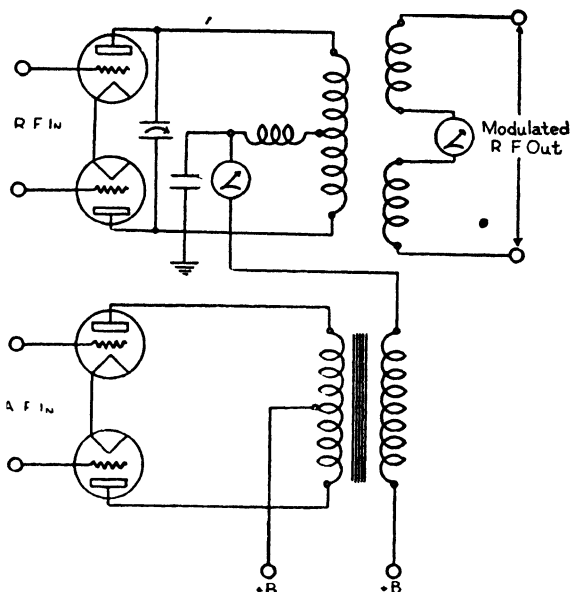 R F IN
Modulated
R F Out
A F IN
+B
+B